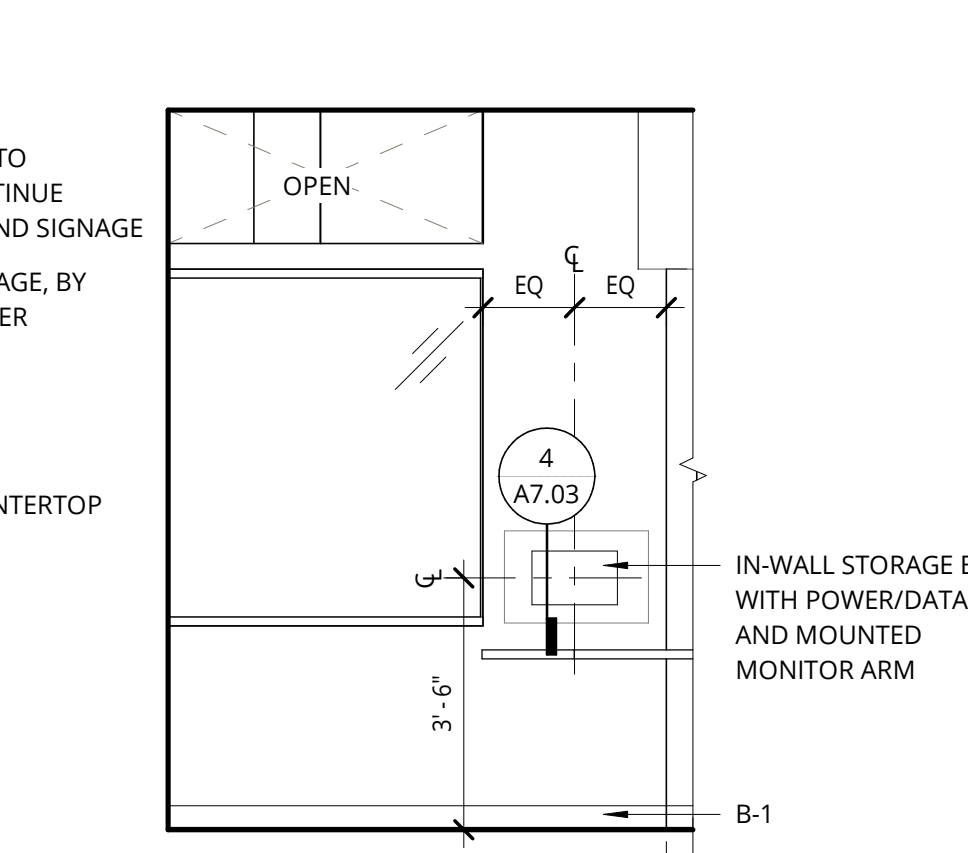 TO
TINUE
ND SIGNAGE
AGE, BY
ER
NTERTOP
OPEN
℄
EQ EQ
4
A7.03
℄
3' - 6"
IN-WALL STORAGE
WITH POWER/DATA
AND MOUNTED
MONITOR ARM
B-1